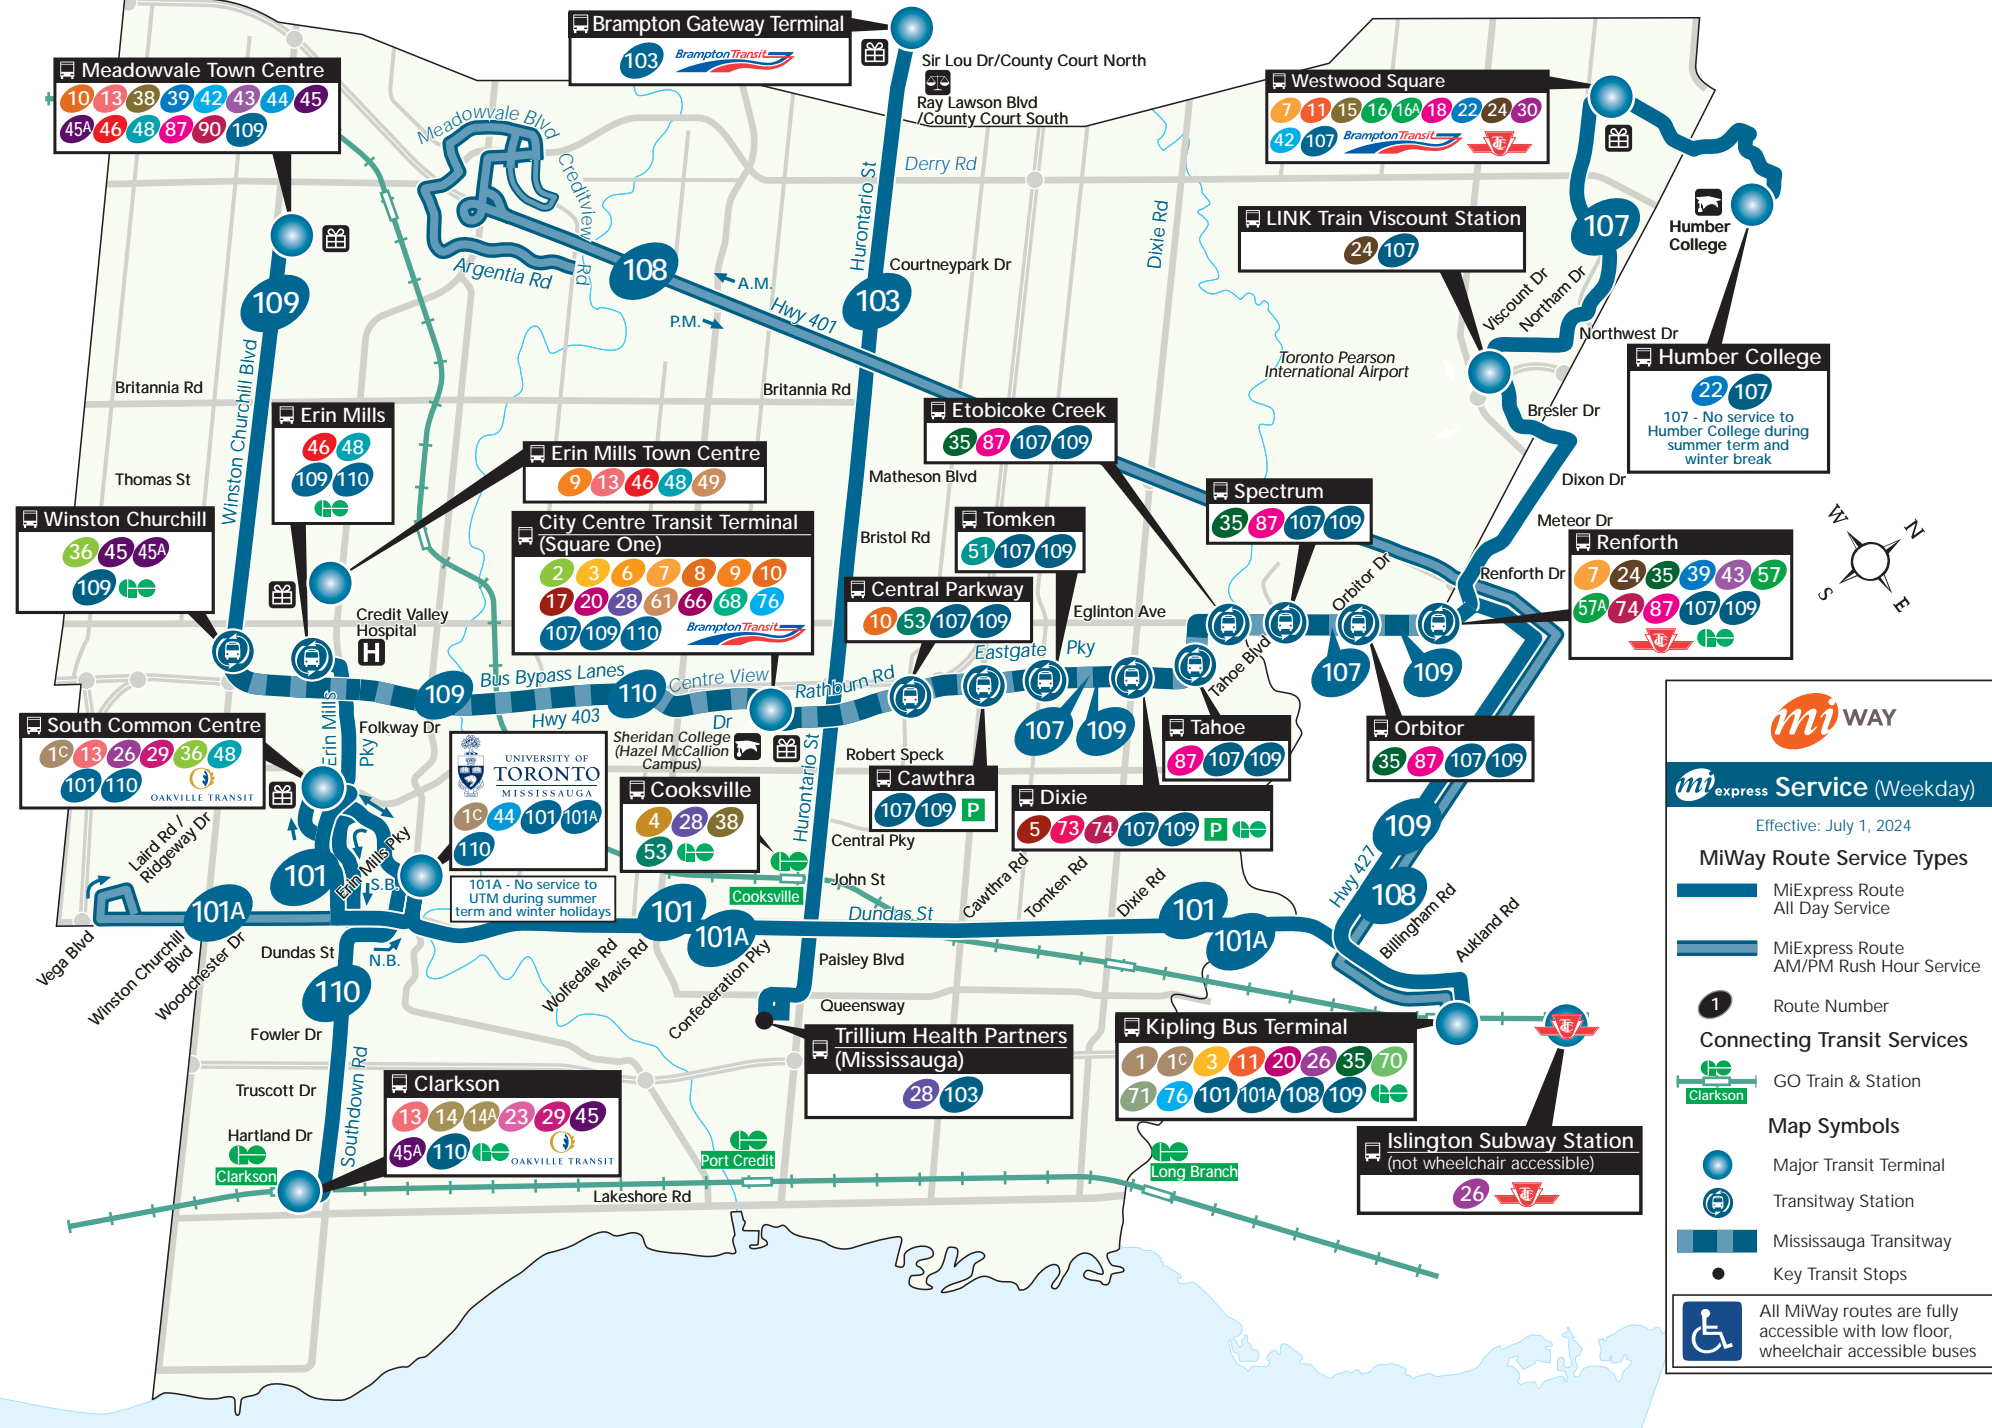 Brampton Gateway Terminal
103 BramptonTransit
Sir Lou Dr/County Court North
Ray Lawson Blvd
/County Court South
Meadowvale Town Centre
10 13 38 39 42 43 44 45
45A 46 48 87 90 109
Westwood Square
7 11 15 16 16A 18 22 24 30
42 107 BramptonTransit TTC
Meadowvale Blvd
Creditview Rd
Argentia Rd
Derry Rd
Hurontario St
Dixie Rd
LINK Train Viscount Station
24 107
107
Humber
College
108
109
103
Courtneypark Dr
A.M.
P.M.
Hwy 401
Viscount Dr
Northam Dr
Northwest Dr
Toronto Pearson
International Airport
Humber College
22 107
107 - No service to
Humber College during
summer term and
winter break
Winston Churchill Blvd
Britannia Rd
Britannia Rd
Bresler Dr
Erin Mills
46 48
109 110
GO
Etobicoke Creek
35 87 107 109
Erin Mills Town Centre
9 13 46 48 49
Thomas St
Matheson Blvd
Dixon Dr
Spectrum
35 87 107 109
Winston Churchill
36 45 45A
109 GO
City Centre Transit Terminal
(Square One)
2 3 6 7 8 9 10
17 20 28 61 66 68 76
107 109 110 BramptonTransit
Tomken
51 107 109
Bristol Rd
Meteor Dr
Renforth
7 24 35 39 43 57
57A 74 87 107 109
TTC GO
W
N
S
E
Central Parkway
10 53 107 109
Orbitor Dr
Renforth Dr
Eglinton Ave
Credit Valley
Hospital
H
Eastgate Pky
Tahoe Blvd
107
109
Bus Bypass Lanes
109
110
Centre View
Dr
Rathburn Rd
Hwy 403
107
109
South Common Centre
1C 13 26 29 36 48
101 110 OAKVILLE TRANSIT
Erin Mills
Pky
Folkway Dr
UNIVERSITY OF
TORONTO
MISSISSAUGA
1C 44 101 101A
110
Sheridan College
(Hazel McCallion
Campus)
Hurontario St
Robert Speck
Tahoe
87 107 109
Orbitor
35 87 107 109
Cooksville
4 28 38
53 GO
Cawthra
107 109 P
Dixie
5 73 74 107 109 P GO
109
Laird Rd /
Ridgeway Dr
Erin Mills Pky
Central Pky
101
S.B.
GO
Cooksville
John St
Hwy 427
108
101A - No service to
UTM during summer
term and winter holidays
101A
101
101A
Dundas St
Cawthra Rd
Tomken Rd
Dixie Rd
101
101A
Billingham Rd
Aukland Rd
Vega Blvd
Winston Churchill
Blvd
Woodchester Dr
Dundas St
N.B.
110
Wolfedale Rd
Mavis Rd
Confederation Pky
Paisley Blvd
Queensway
Fowler Dr
Trillium Health Partners
(Mississauga)
28 103
Kipling Bus Terminal
1 1C 3 11 20 26 35 70
71 76 101 101A 108 109 GO
TTC
Truscott Dr
Southdown Rd
Clarkson
13 14 14A 23 29 45
45A 110 GO OAKVILLE TRANSIT
Hartland Dr
GO
Clarkson
GO
Port Credit
GO
Long Branch
Islington Subway Station
(not wheelchair accessible)
26 TTC
Lakeshore Rd
mi WAY
mi express Service (Weekday)
Effective: July 1, 2024
MiWay Route Service Types
MiExpress Route
All Day Service
MiExpress Route
AM/PM Rush Hour Service
1 Route Number
Connecting Transit Services
GO
Clarkson
GO Train & Station
Map Symbols
Major Transit Terminal
Transitway Station
Mississauga Transitway
Key Transit Stops
All MiWay routes are fully
accessible with low floor,
wheelchair accessible buses